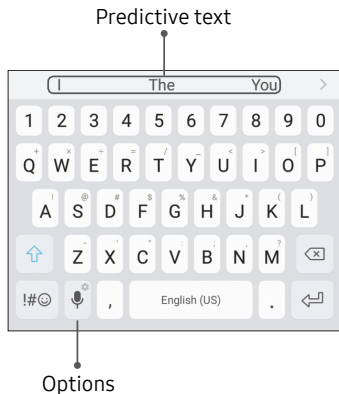 Predictive text
I The You >
1 2 3 4 5 6 7 8 9 0
+ × ÷ = / _ < > [ ]
Q W E R T Y U I O P
! @ # $ % & * ( )
A S D F G H J K L
- ' " : ; , ?
Z X C V B N M
!#☺ , English (US) .
Options